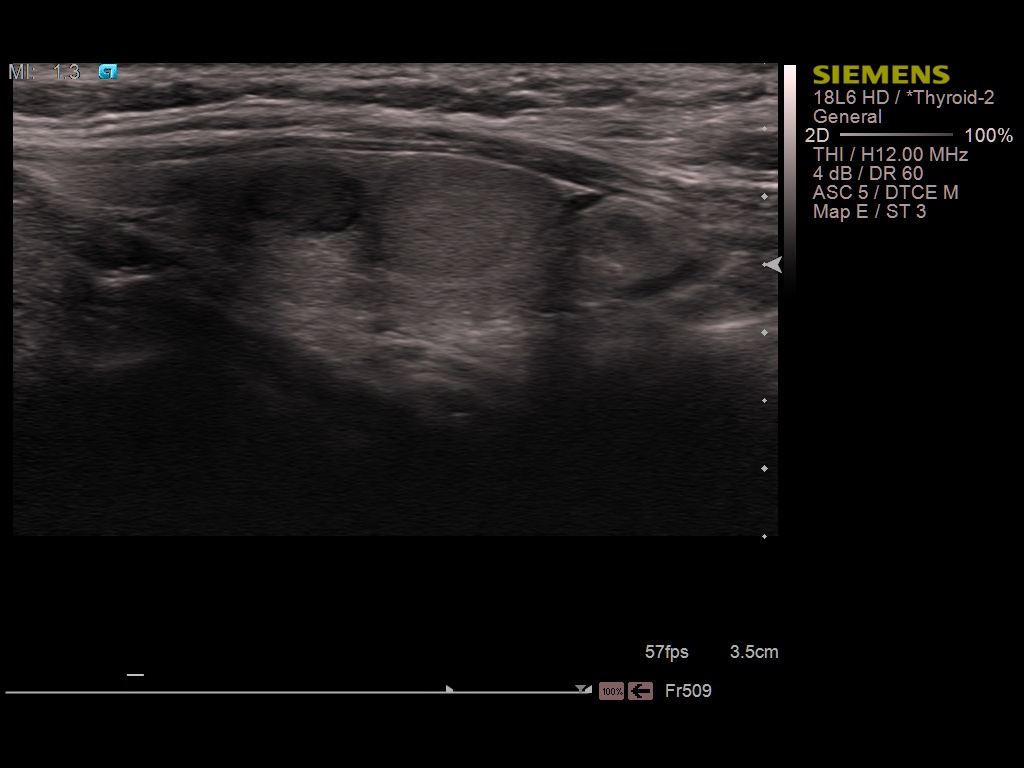 MI: 1.3
SIEMENS
18L6 HD / *Thyroid-2
General
2D 100%
THI / H12.00 MHz
4 dB / DR 60
ASC 5 / DTCE M
Map E / ST 3
57fps 3.5cm
100% Fr509